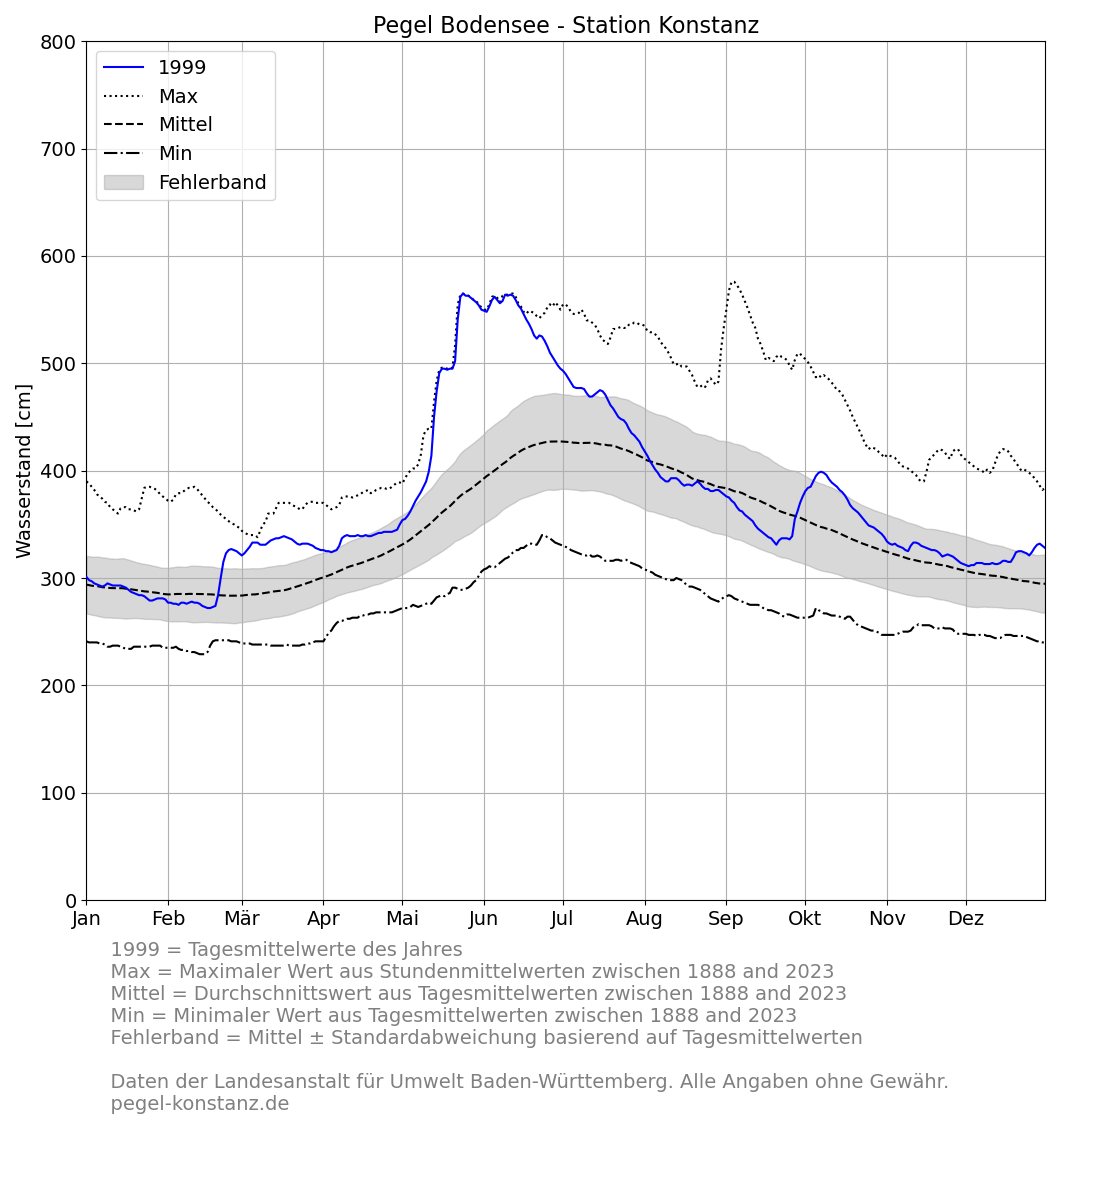 Pegel Bodensee - Station Konstanz
800
700
600
500
400
300
200
100
0
Wasserstand [cm]
1999
Max
Mittel
Min
Fehlerband
Jan Feb Mär Apr Mai Jun Jul Aug Sep Okt Nov Dez
1999 = Tagesmittelwerte des Jahres
Max = Maximaler Wert aus Stundenmittelwerten zwischen 1888 and 2023
Mittel = Durchschnittswert aus Tagesmittelwerten zwischen 1888 and 2023
Min = Minimaler Wert aus Tagesmittelwerten zwischen 1888 and 2023
Fehlerband = Mittel ± Standardabweichung basierend auf Tagesmittelwerten
Daten der Landesanstalt für Umwelt Baden-Württemberg. Alle Angaben ohne Gewähr.
pegel-konstanz.de